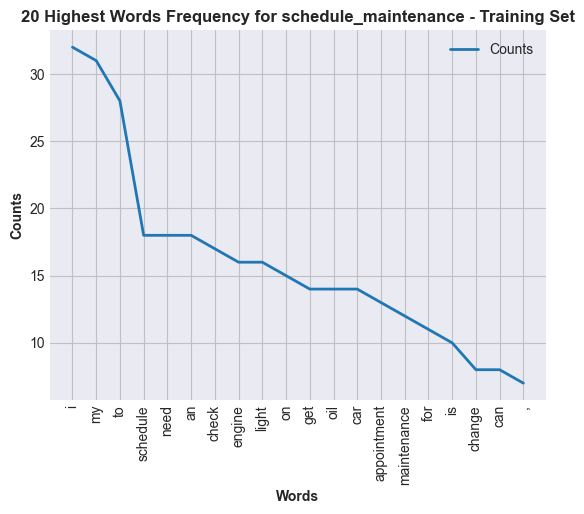 20 Highest Words Frequency for schedule_maintenance - Training Set
Counts
30
25
20
15
10
Counts
i
my
to
schedule
need
an
check
engine
light
on
get
oil
car
appointment
maintenance
for
is
change
can
,
Words